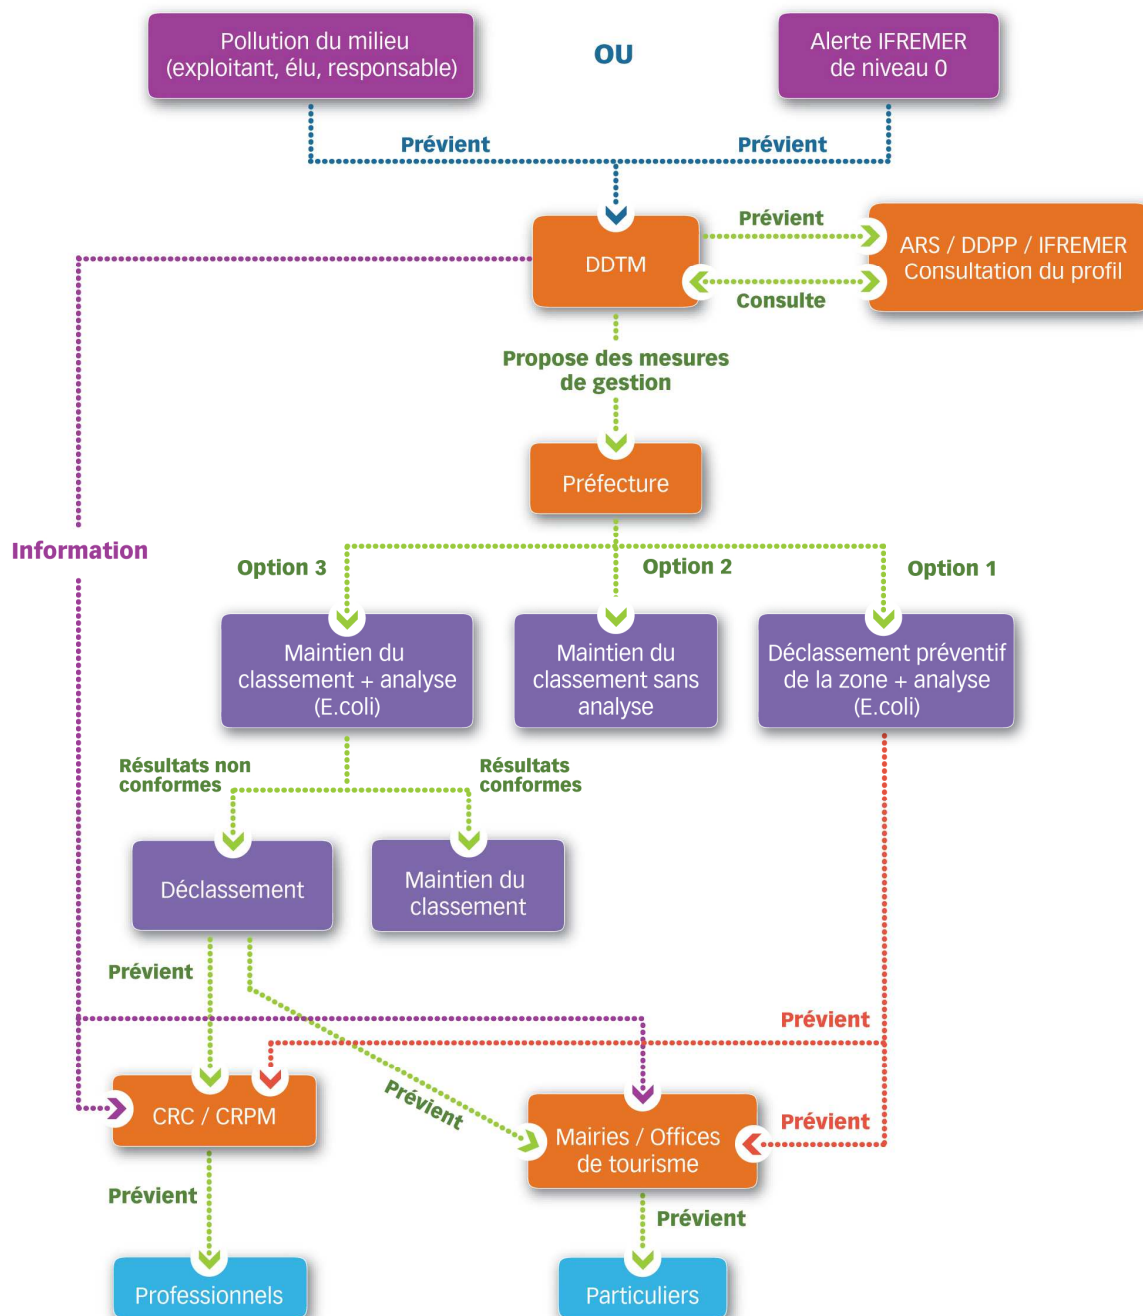 Pollution du milieu
(exploitant, élu, responsable)
OU
Alerte IFREMER
de niveau 0
Prévient
Prévient
DDTM
Prévient
ARS / DDPP / IFREMER
Consultation du profil
Consulte
Propose des mesures
de gestion
Préfecture
Information
Option 3
Option 2
Option 1
Maintien du
classement + analyse
(E.coli)
Maintien du
classement sans
analyse
Déclassement préventif
de la zone + analyse
(E.coli)
Résultats non
conformes
Résultats
conformes
Déclassement
Maintien du
classement
Prévient
Prévient
Prévient
Prévient
CRC / CRPM
Mairies / Offices
de tourisme
Prévient
Prévient
Professionnels
Particuliers